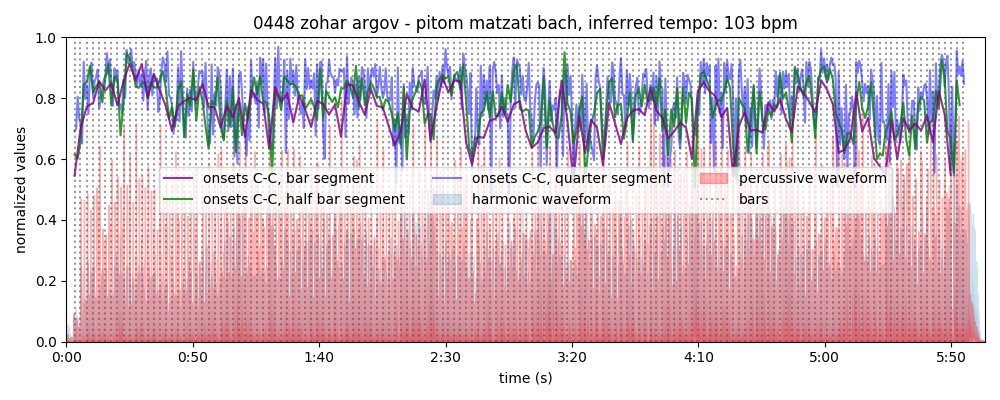 0448 zohar argov - pitom matzati bach, inferred tempo: 103 bpm
1.0
0.8
0.6
0.4
0.2
0.0
normalized values
onsets C-C, bar segment
onsets C-C, half bar segment
onsets C-C, quarter segment
harmonic waveform
percussive waveform
bars
0:00 0:50 1:40 2:30 3:20 4:10 5:00 5:50
time (s)